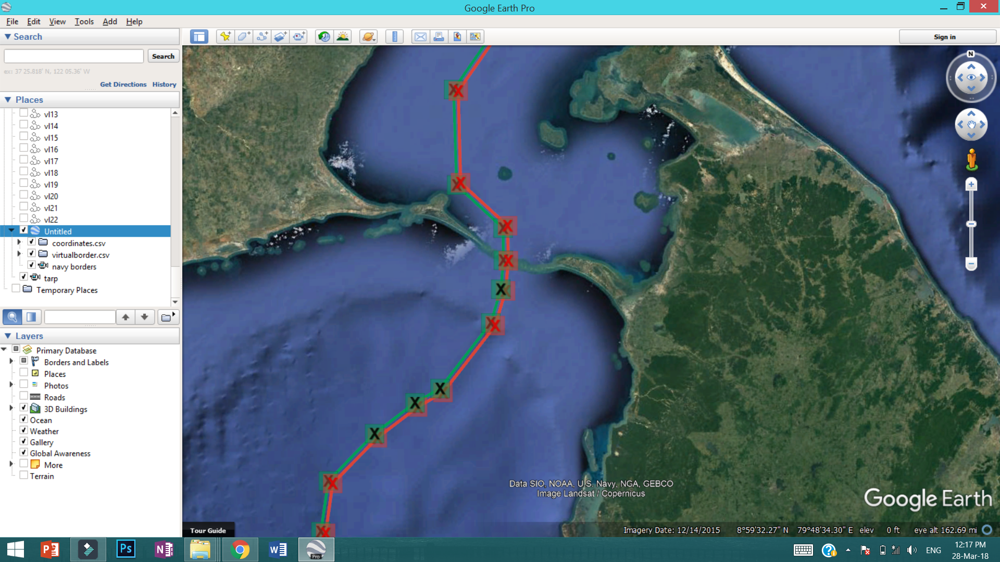 Google Earth Pro
File Edit View Tools Add Help
Search
Search
ex: 37 25.818' N, 122 05.36' W
Get Directions History
Places
vl13
vl14
vl15
vl16
vl17
vl18
vl19
vl20
vl21
vl22
Untitled
coordinates.csv
virtualborder.csv
navy borders
tarp
Temporary Places
Layers
Primary Database
Borders and Labels
Places
Photos
Roads
3D Buildings
Ocean
Weather
Gallery
Global Awareness
More
Terrain
Sign in
N
X X
X X
X X
X X
X
X X
X
X
X
X X
X X
Data SIO, NOAA, U.S. Navy, NGA, GEBCO
Image Landsat / Copernicus
Google Earth
Tour Guide
Imagery Date: 12/14/2015 8°59'32.27" N 79°48'34.30" E elev 0 ft eye alt 162.69 mi
P
Ps
N
W
Pro
ENG
12:17 PM
28-Mar-18